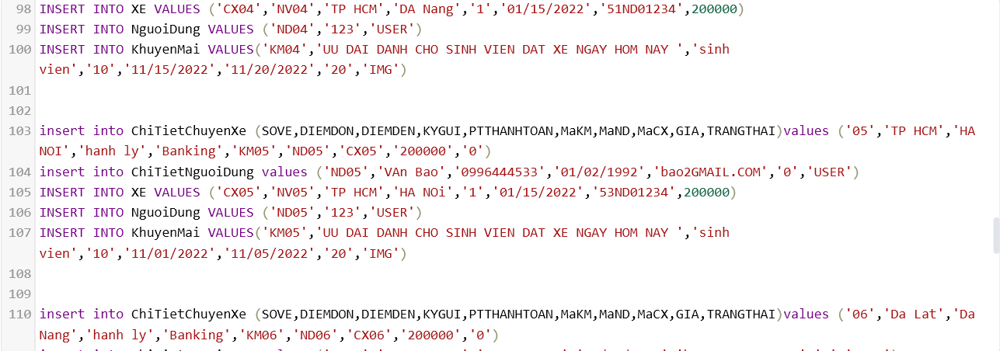 98 INSERT INTO XE VALUES ('CX04','NV04','TP HCM','DA Nang','1','01/15/2022','51ND01234',200000)
99 INSERT INTO NguoiDung VALUES ('ND04','123','USER')
100 INSERT INTO KhuyenMai VALUES('KM04','UU DAI DANH CHO SINH VIEN DAT XE NGAY HOM NAY ','sinh
vien','10','11/15/2022','11/20/2022','20','IMG')
101
102
103 insert into ChiTietChuyenXe (SOVE,DIEMDON,DIEMDEN,KYGUI,PTTHANHTOAN,MaKM,MaND,MaCX,GIA,TRANGTHAI)values ('05','TP HCM','HA
NOI','hanh ly','Banking','KM05','ND05','CX05','200000','0')
104 insert into ChiTietNguoiDung values ('ND05','VAn Bao','0996444533','01/02/1992','bao2GMAIL.COM','0','USER')
105 INSERT INTO XE VALUES ('CX05','NV05','TP HCM','HA NOi','1','01/15/2022','53ND01234',200000)
106 INSERT INTO NguoiDung VALUES ('ND05','123','USER')
107 INSERT INTO KhuyenMai VALUES('KM05','UU DAI DANH CHO SINH VIEN DAT XE NGAY HOM NAY ','sinh
vien','10','11/01/2022','11/05/2022','20','IMG')
108
109
110 insert into ChiTietChuyenXe (SOVE,DIEMDON,DIEMDEN,KYGUI,PTTHANHTOAN,MaKM,MaND,MaCX,GIA,TRANGTHAI)values ('06','Da Lat','Da
Nang','hanh ly','Banking','KM06','ND06','CX06','200000','0')